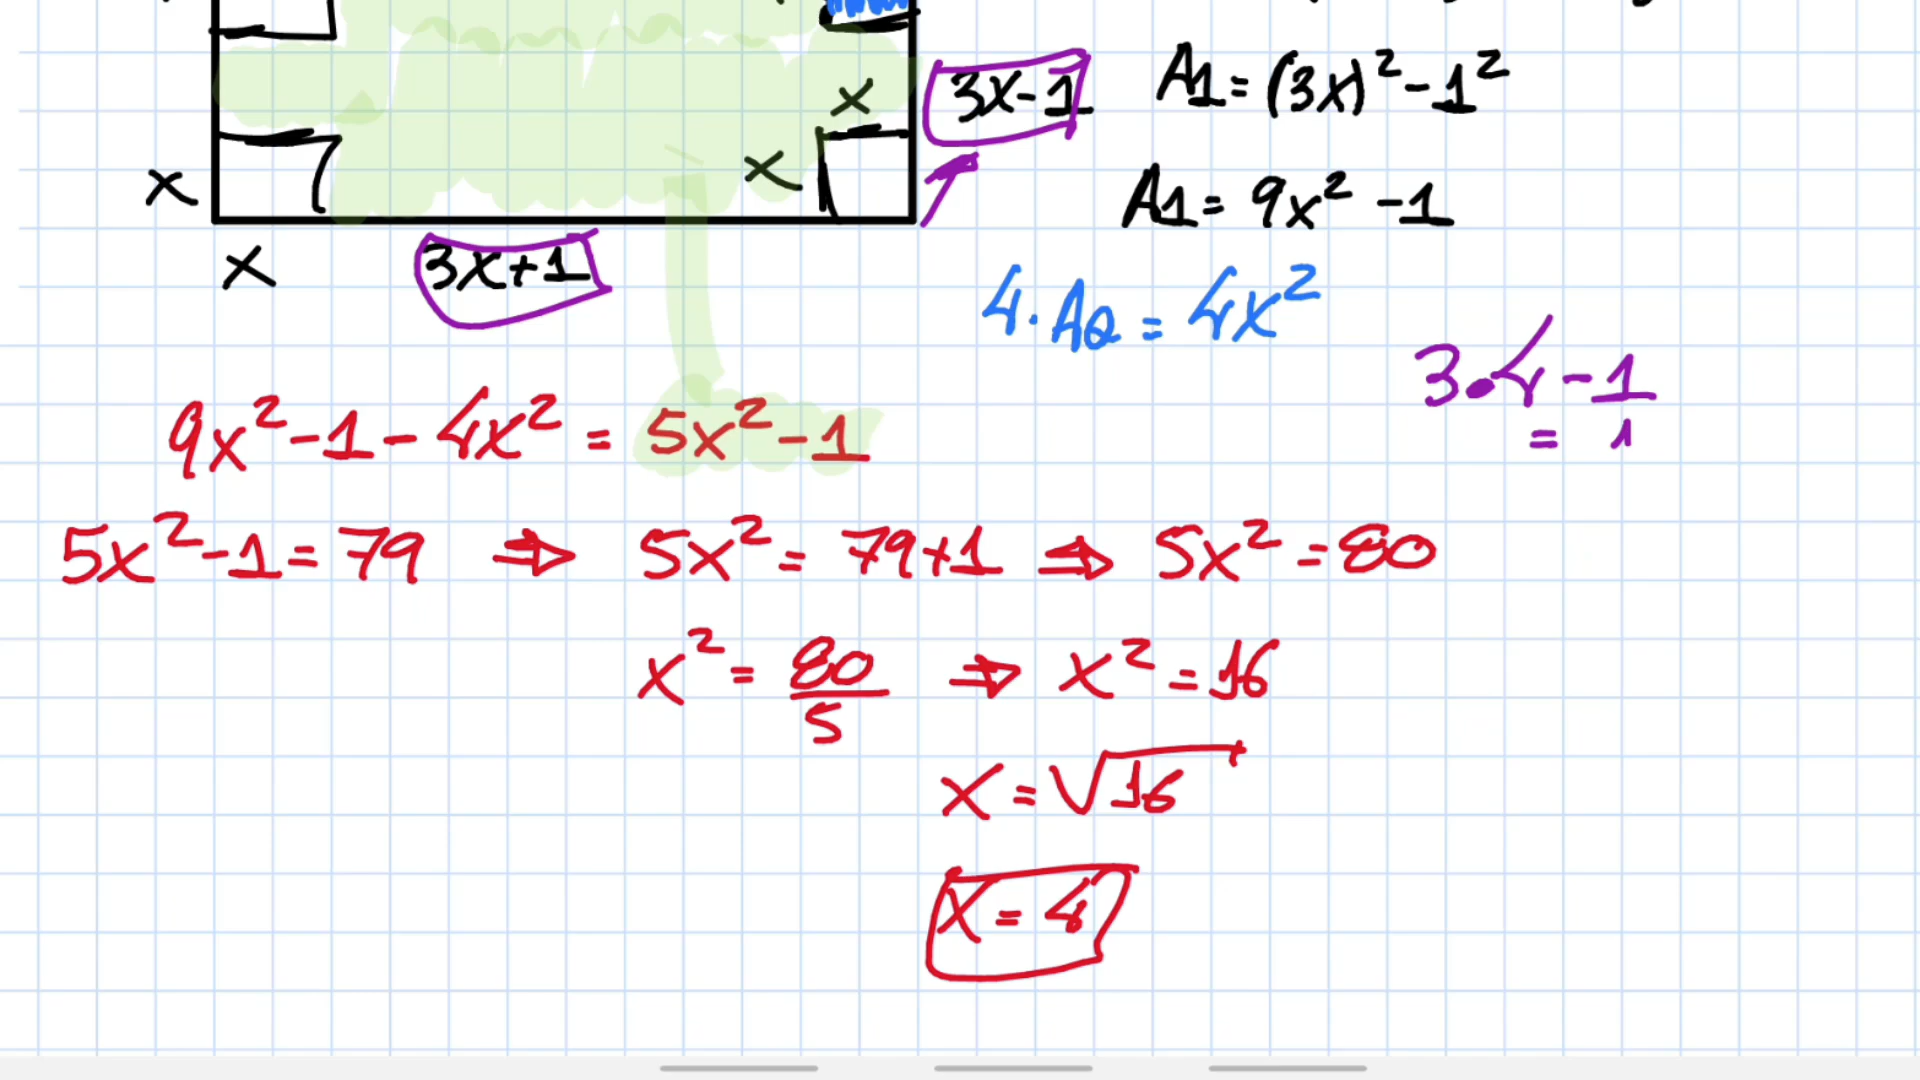 x 3x-1 A1= (3x)² - 1²
x x
A1= 9x² - 1
x 3x+1
4·AQ = 4x²
3·4-1
= 1
9x² - 1 - 4x² = 5x² - 1
5x² - 1 = 79 ⇒ 5x² = 79+1 ⇒ 5x² = 80
x² = 80/5 ⇒ x² = 16
x = √16
x = 4